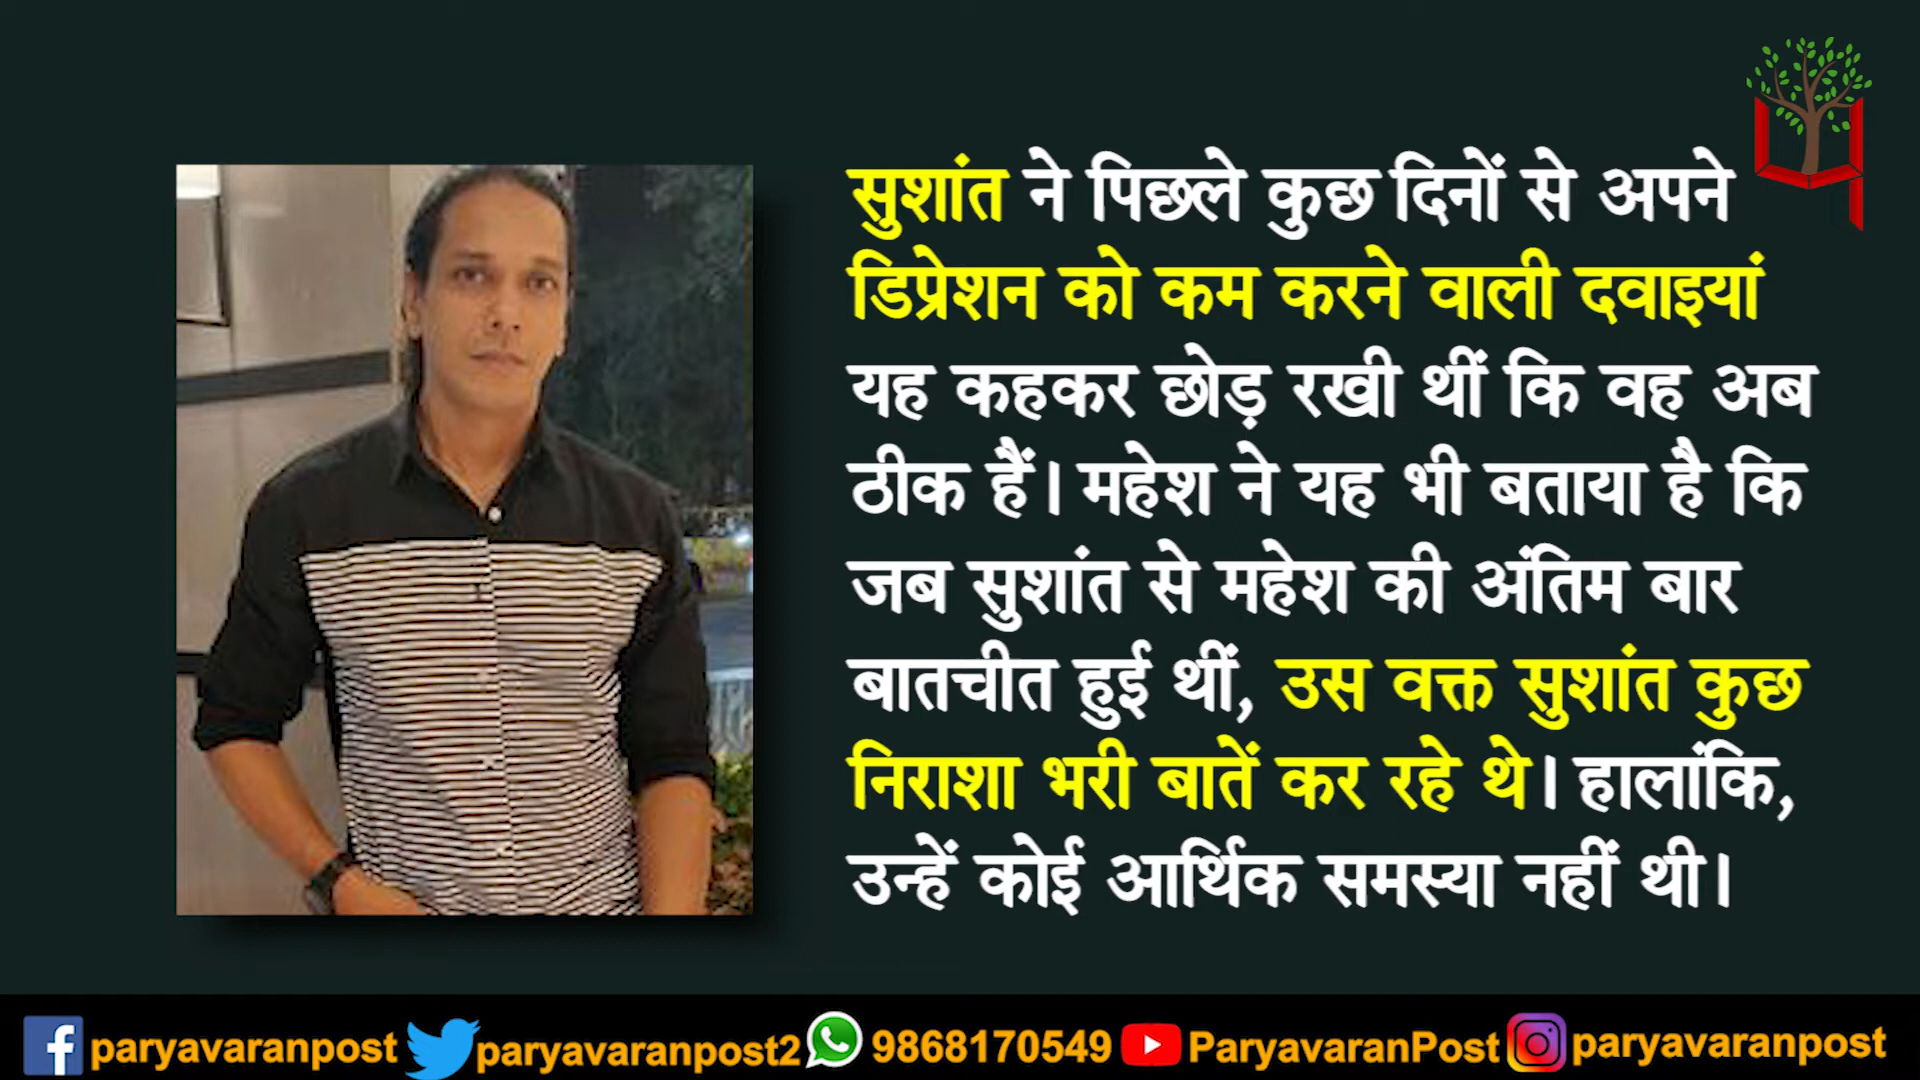 सुशांत ने पिछले कुछ दिनों से अपने
डिप्रेशन को कम करने वाली दवाइयां
यह कहकर छोड़ रखी थीं कि वह अब
ठीक हैं। महेश ने यह भी बताया है कि
जब सुशांत से महेश की अंतिम बार
बातचीत हुई थीं, उस वक्त सुशांत कुछ
निराशा भरी बातें कर रहे थे। हालांकि,
उन्हें कोई आर्थिक समस्या नहीं थी।
paryavaranpost paryavaranpost2 9868170549 ParyavaranPost paryavaranpost